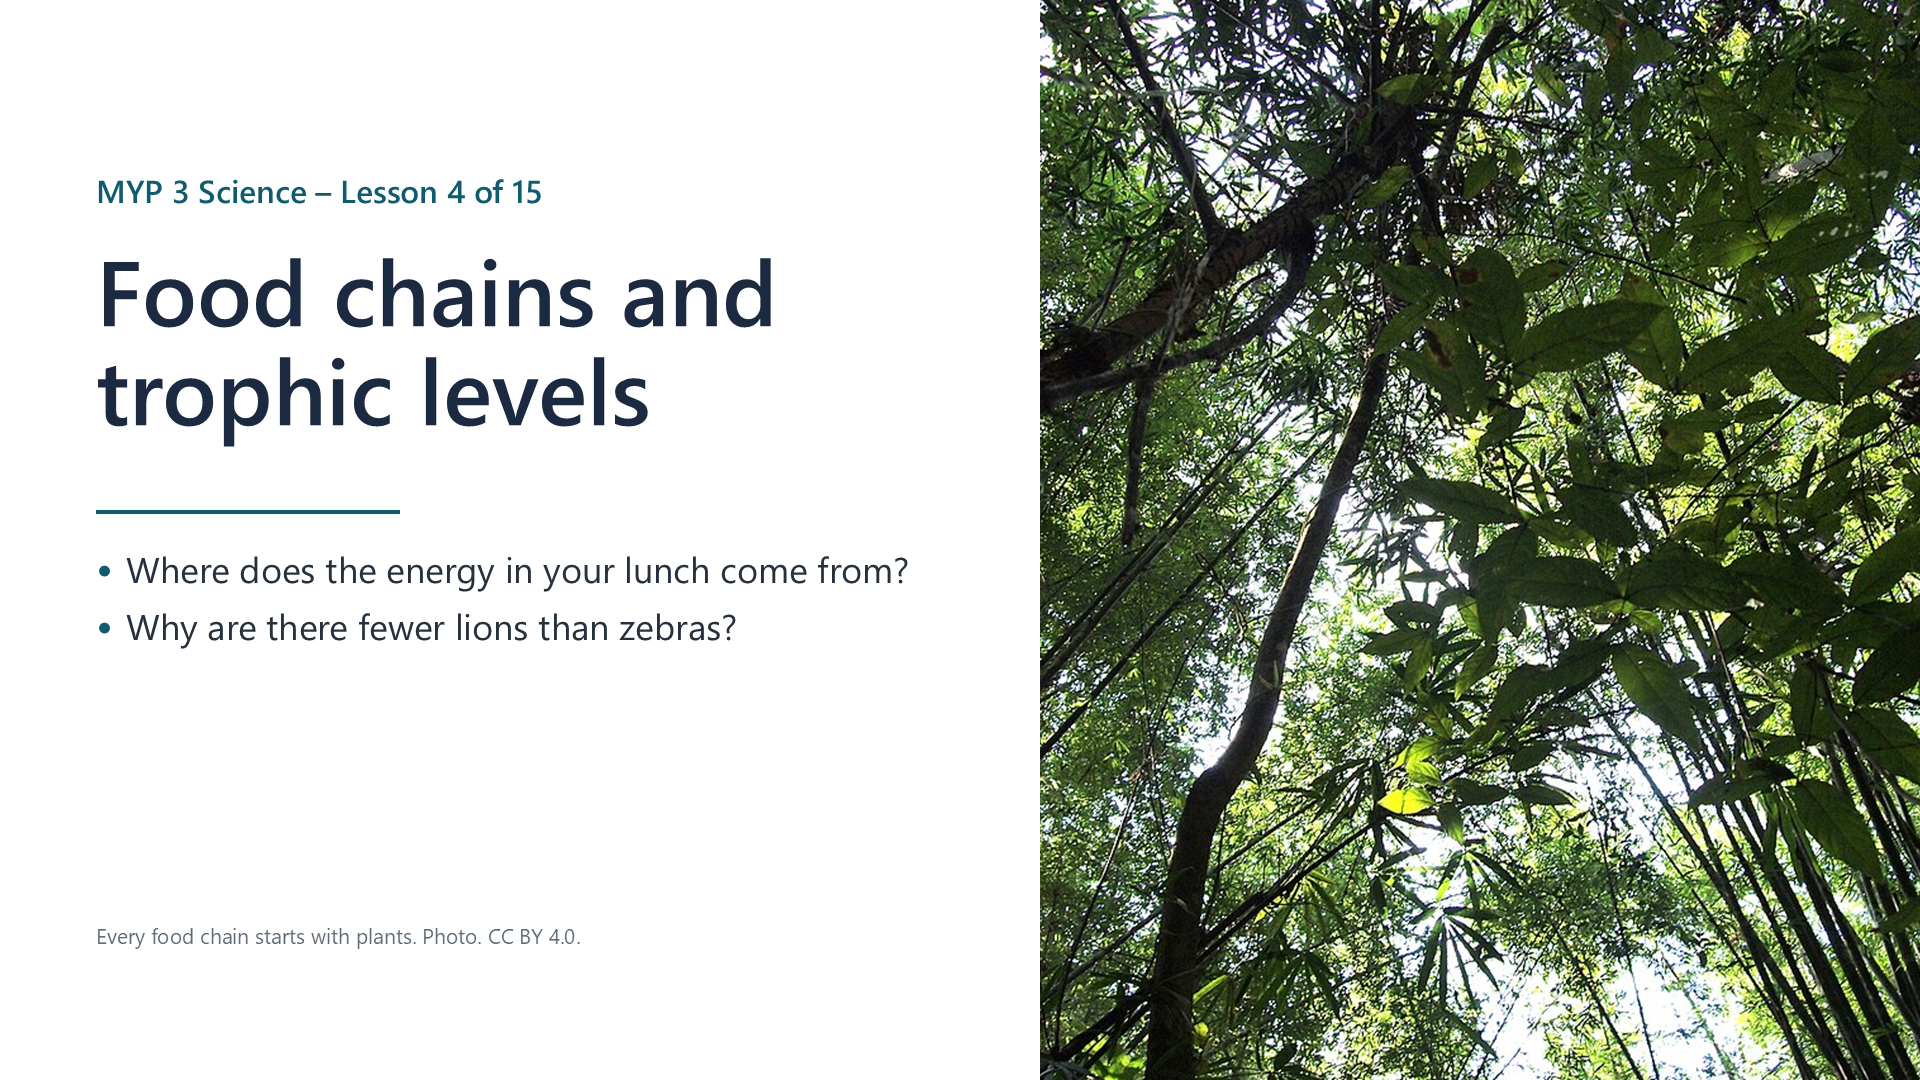 MYP 3 Science – Lesson 4 of 15
Food chains and
trophic levels
• Where does the energy in your lunch come from?
• Why are there fewer lions than zebras?
Every food chain starts with plants. Photo. CC BY 4.0.